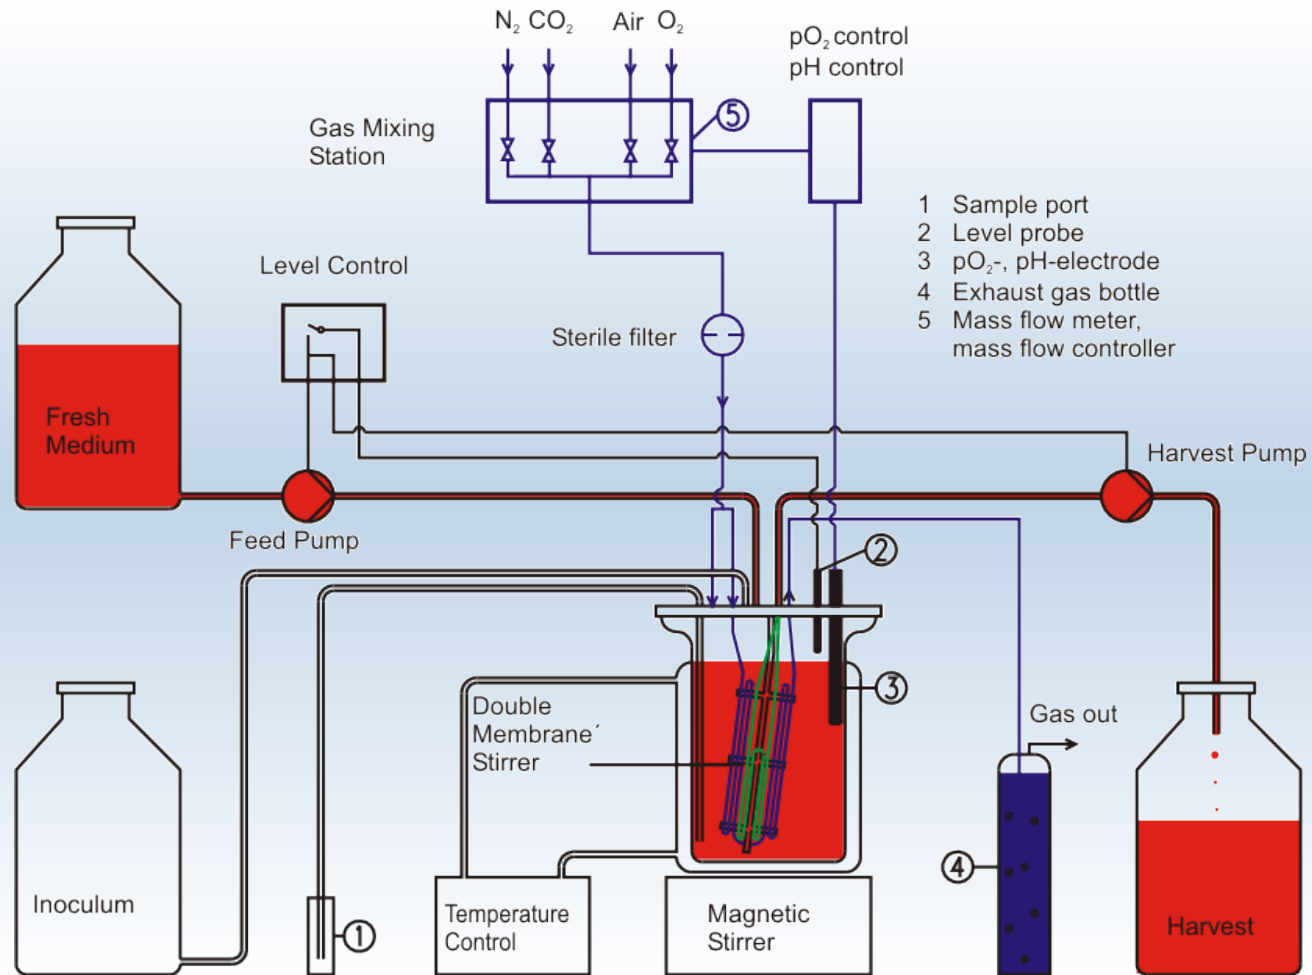 N₂ CO₂ Air O₂
pO₂ control
pH control
Gas Mixing
Station
5
1 Sample port
2 Level probe
3 pO₂-, pH-electrode
4 Exhaust gas bottle
5 Mass flow meter,
mass flow controller
Level Control
Sterile filter
Fresh
Medium
Harvest Pump
Feed Pump
2
3
Double
Membrane´
Stirrer
Gas out
4
Inoculum
1
Temperature
Control
Magnetic
Stirrer
Harvest